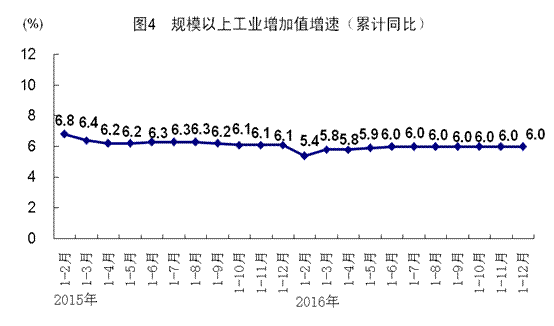 (%)
图4 规模以上工业增加值增速（累计同比）
12
10
8
6
4
2
0
6.8 6.4 6.2 6.2 6.3 6.3 6.3 6.2 6.1 6.1 6.1 5.4 5.8 5.8 5.9 6.0 6.0 6.0 6.0 6.0 6.0 6.0
1-2月 1-3月 1-4月 1-5月 1-6月 1-7月 1-8月 1-9月 1-10月 1-11月 1-12月 1-2月 1-3月 1-4月 1-5月 1-6月 1-7月 1-8月 1-9月 1-10月 1-11月 1-12月
2015年 2016年